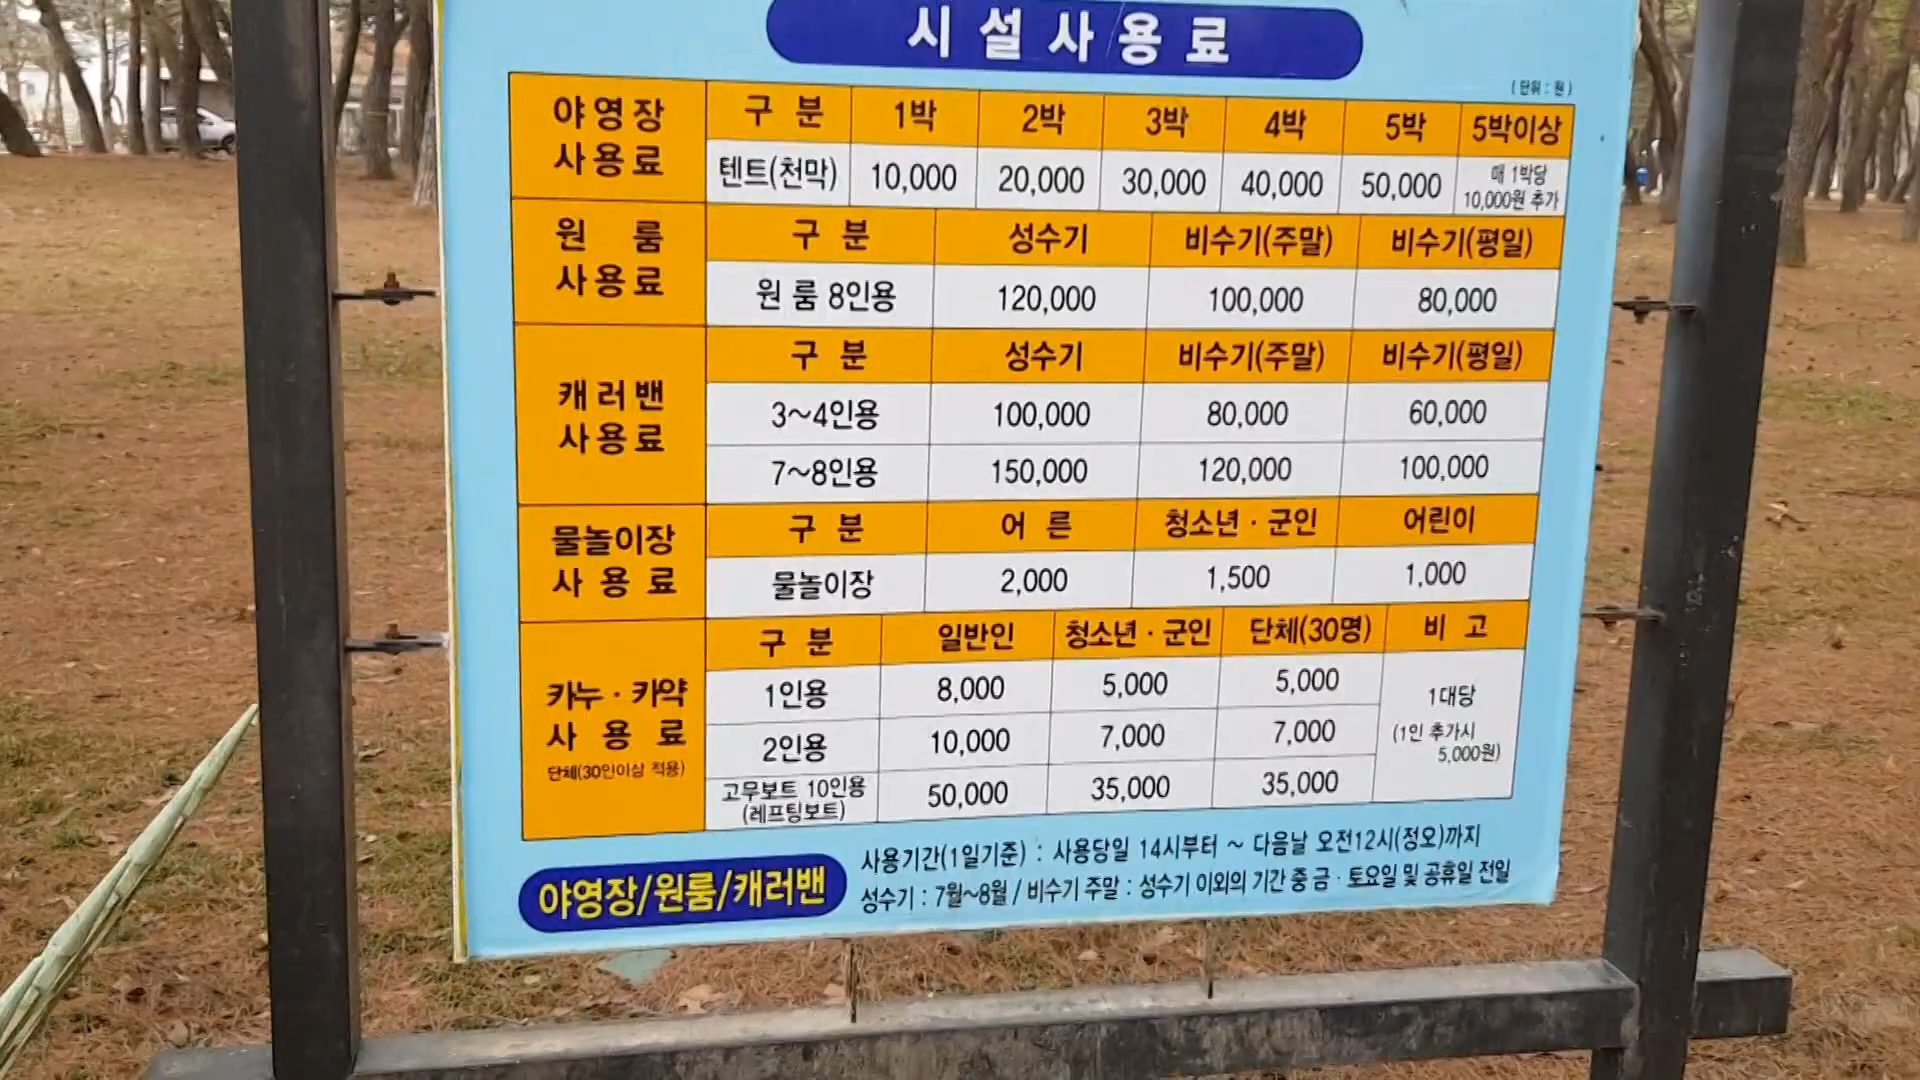 시설사용료
(단위 : 원)
야영장 사용료
구 분 1박 2박 3박 4박 5박 5박이상
텐트(천막) 10,000 20,000 30,000 40,000 50,000 매 1박당 10,000원 추가
원 룸 사용료
구 분 성수기 비수기(주말) 비수기(평일)
원 룸 8인용 120,000 100,000 80,000
캐러밴 사용료
구 분 성수기 비수기(주말) 비수기(평일)
3~4인용 100,000 80,000 60,000
7~8인용 150,000 120,000 100,000
물놀이장 사 용 료
구 분 어 른 청소년 · 군인 어린이
물놀이장 2,000 1,500 1,000
카누 · 카약 사 용 료
단체(30인이상 적용)
구 분 일반인 청소년 · 군인 단체(30명) 비 고
1인용 8,000 5,000 5,000
2인용 10,000 7,000 7,000
고무보트 10인용 (레프팅보트) 50,000 35,000 35,000
1대당
(1인 추가시
5,000원)
야영장/원룸/캐러밴
사용기간(1일기준) : 사용당일 14시부터 ~ 다음날 오전12시(정오)까지
성수기 : 7월~8월 / 비수기 주말 : 성수기 이외의 기간 중 금 · 토요일 및 공휴일 전일